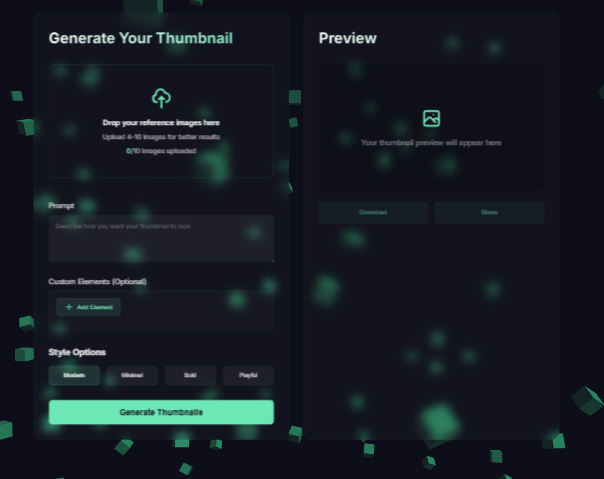 Generate Your Thumbnail
Drop your reference images here
Upload 4-10 images for better results
0/10 images uploaded
Prompt
Describe how you want your thumbnail to look
Custom Elements (Optional)
Add Element
Style Options
Modern
Minimal
Bold
Playful
Generate Thumbnails
Preview
Your thumbnail preview will appear here
Download
Share